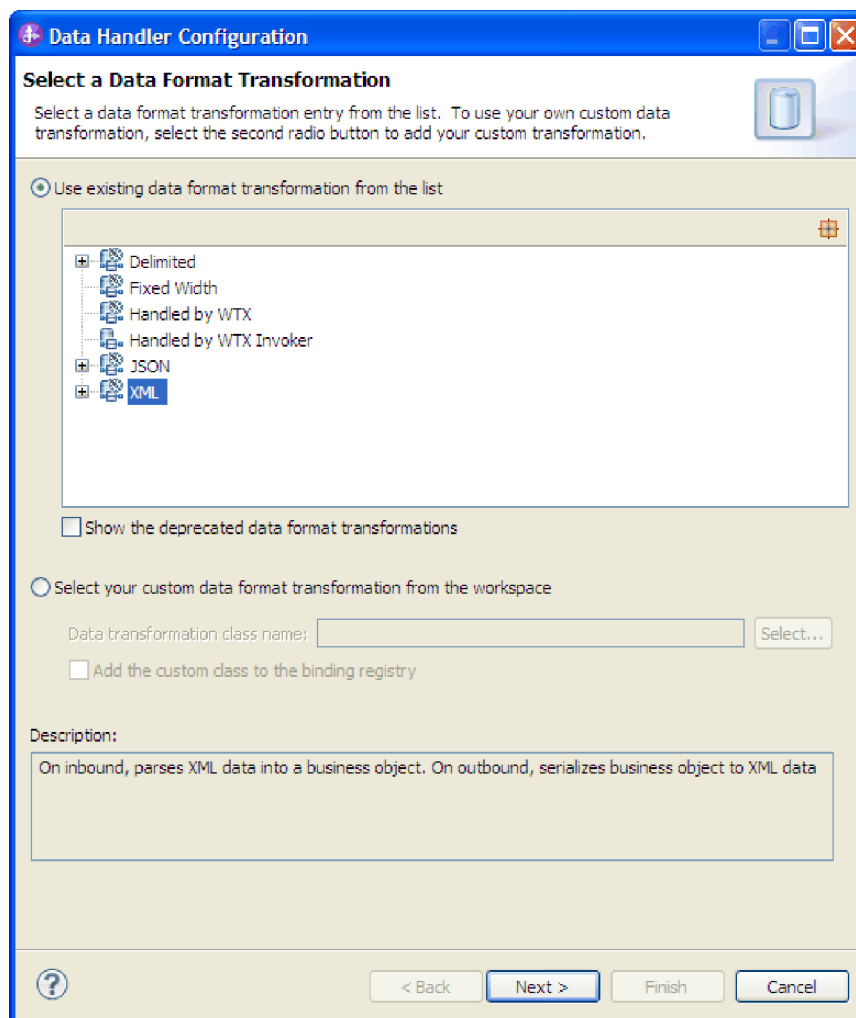 Data Handler Configuration
Select a Data Format Transformation
Select a data format transformation entry from the list. To use your own custom data
transformation, select the second radio button to add your custom transformation.
Use existing data format transformation from the list
Delimited
Fixed Width
Handled by WTX
Handled by WTX Invoker
JSON
XML
Show the deprecated data format transformations
Select your custom data format transformation from the workspace
Data transformation class name:
Select...
Add the custom class to the binding registry
Description:
On inbound, parses XML data into a business object. On outbound, serializes business object to XML data
? < Back Next > Finish Cancel